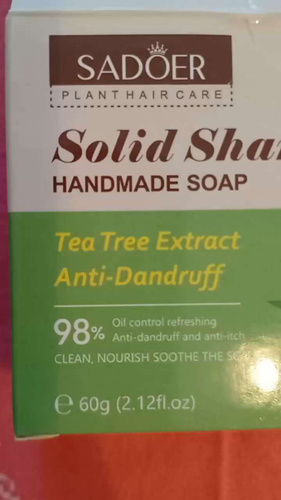 SADOER
PLANT HAIR CARE
Solid Sha
HANDMADE SOAP
Tea Tree Extract
Anti-Dandruff
98%
Oil control refreshing
Anti-dandruff and anti-itch
CLEAN, NOURISH SOOTHE THE
℮ 60g (2.12fl.oz)